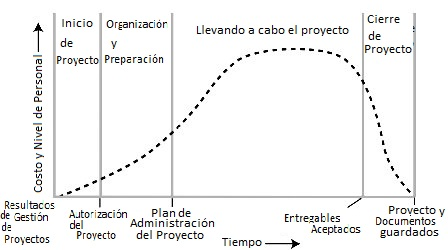 Inicio
de
Proyecto
Organización
y
Preparación
Llevando a cabo el proyecto
Cierre
de
Proyecto
Costo y Nivel de Personal
Resultacos
de Gestión
de
Proyectos
Autorización
del
Proyecto
Plan de
Administración
del Proyecto
Entregables
Aceptacos
Proyecto y
Documentos
guardados
Tiempo